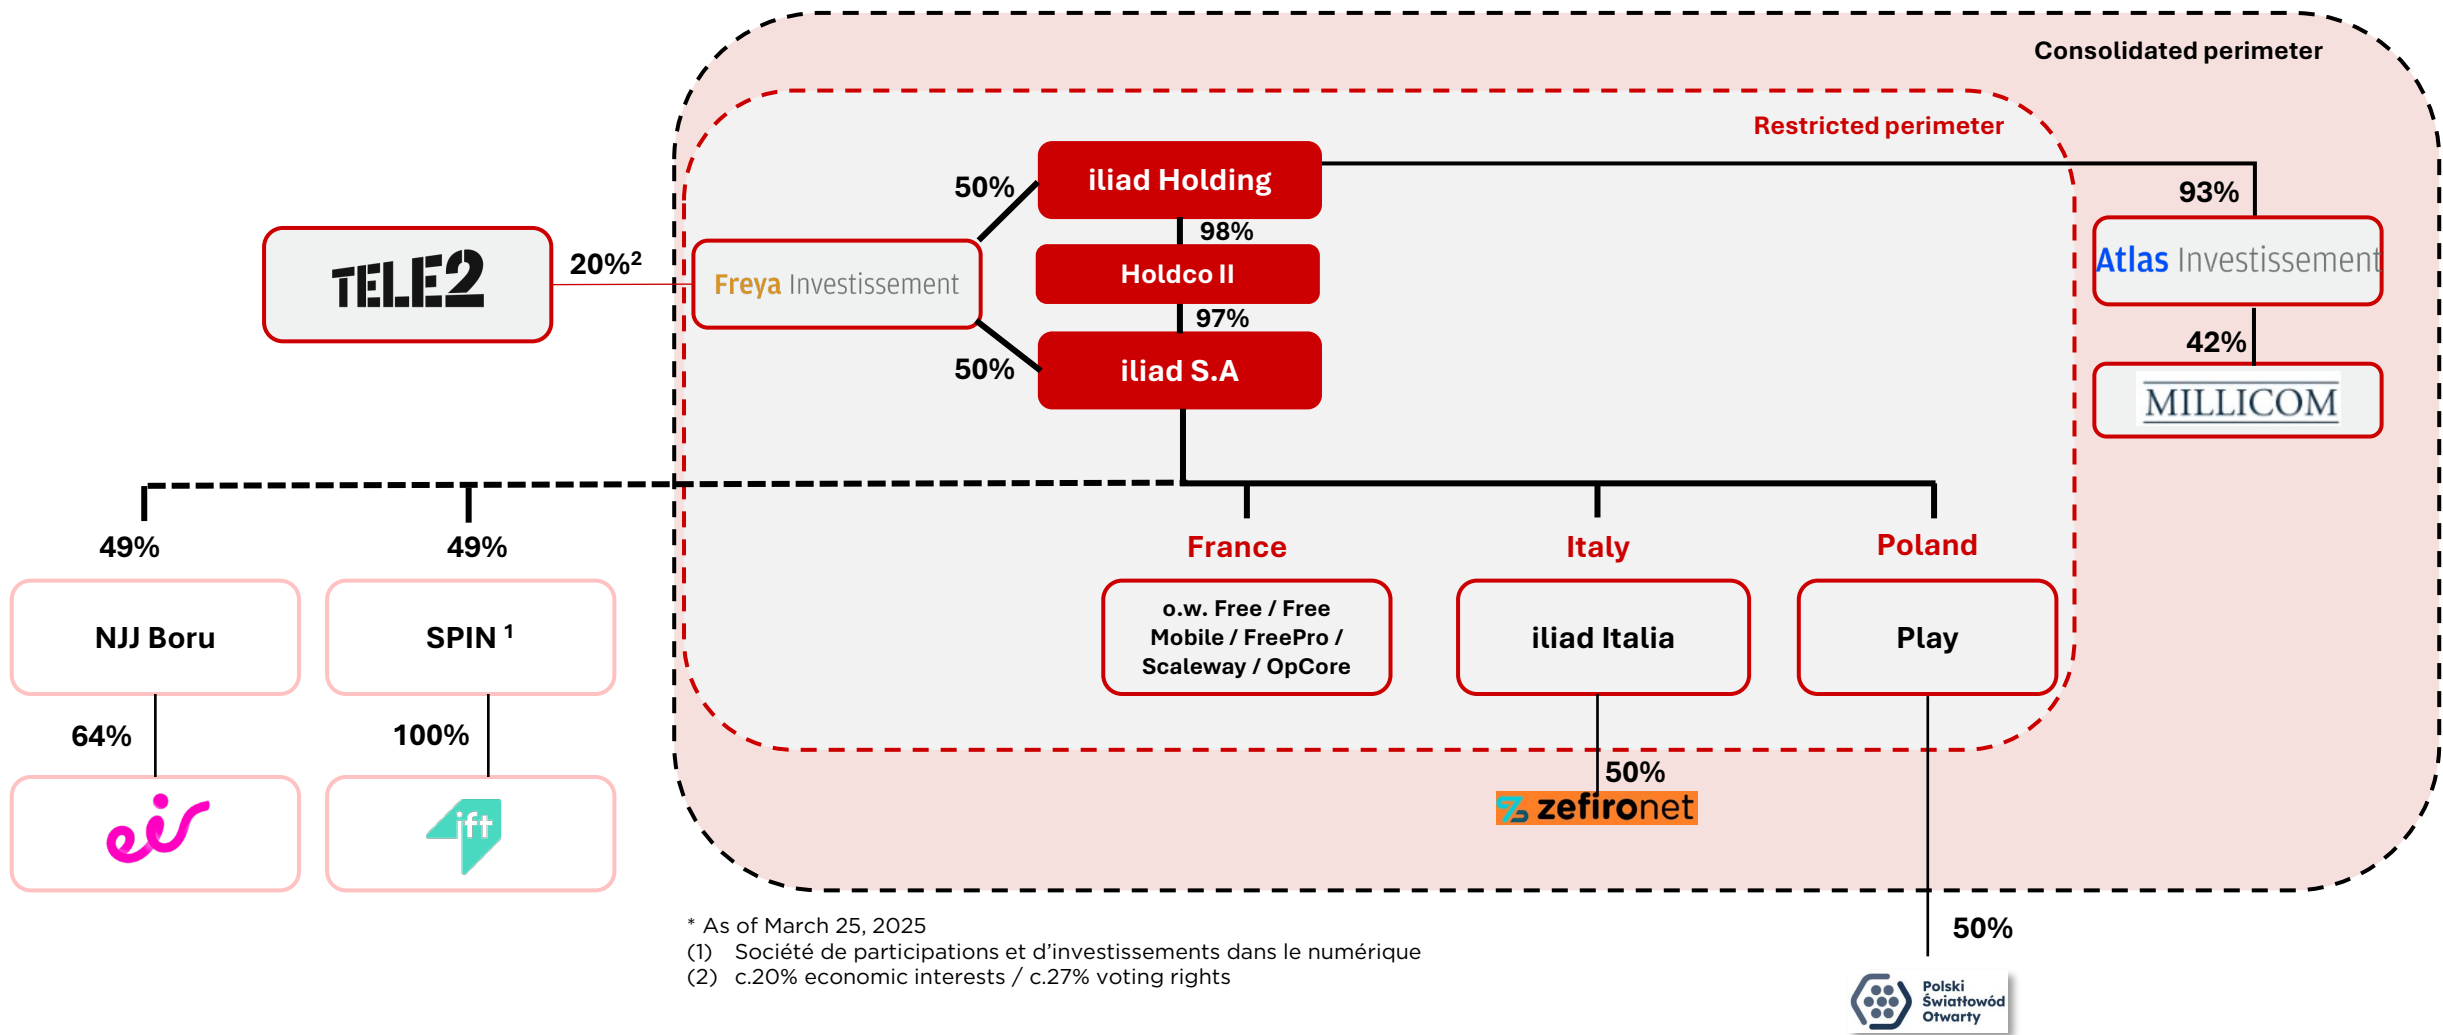 Consolidated perimeter
Restricted perimeter
iliad Holding
50%
98%
93%
TELE2
20%²
Freya Investissement
Holdco II
Atlas Investissement
97%
50%
iliad S.A
42%
MILLICOM
49%
49%
France
Italy
Poland
NJJ Boru
SPIN ¹
o.w. Free / Free
Mobile / FreePro /
Scaleway / OpCore
iliad Italia
Play
64%
100%
50%
eir
ift
zefironet
50%
* As of March 25, 2025
(1) Société de participations et d’investissements dans le numérique
(2) c.20% economic interests / c.27% voting rights
Polski
Światłowód
Otwarty